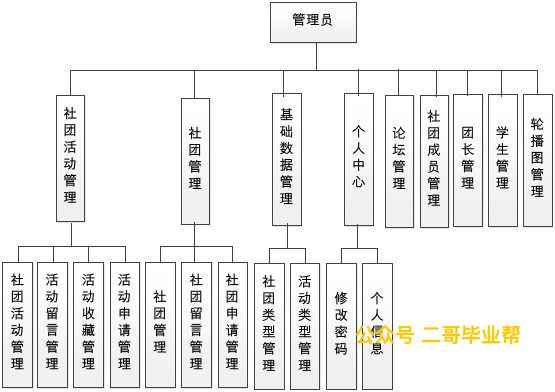 管理员
社团活动管理
社团管理
基础数据管理
个人中心
论坛管理
社团成员管理
团长管理
学生管理
轮播图管理
社团活动管理
活动留言管理
活动收藏管理
活动申请管理
社团管理
社团留言管理
社团申请管理
社团类型管理
活动类型管理
修改密码
个人信息
公众号 二哥毕业帮